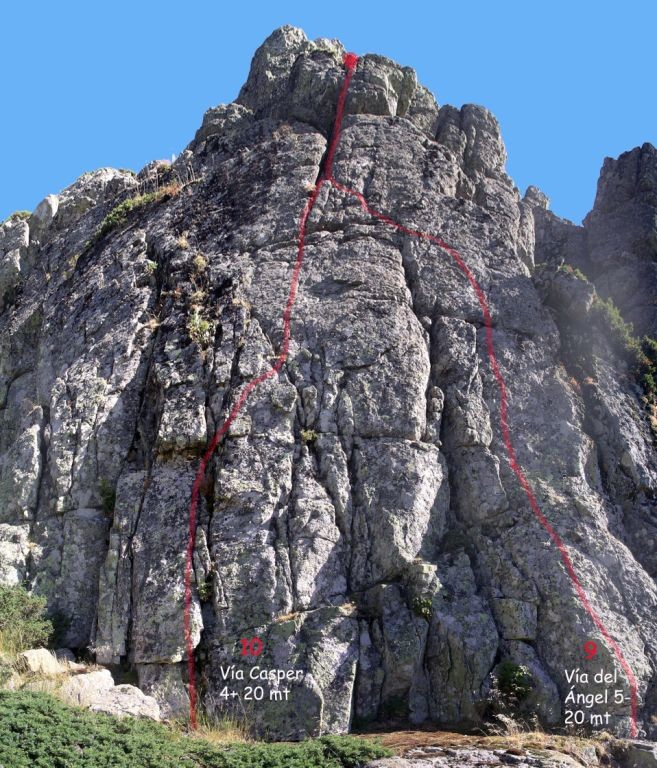 10
Vía Casper
4+ 20 mt
9
Vía del
Ángel 5-
20 mt